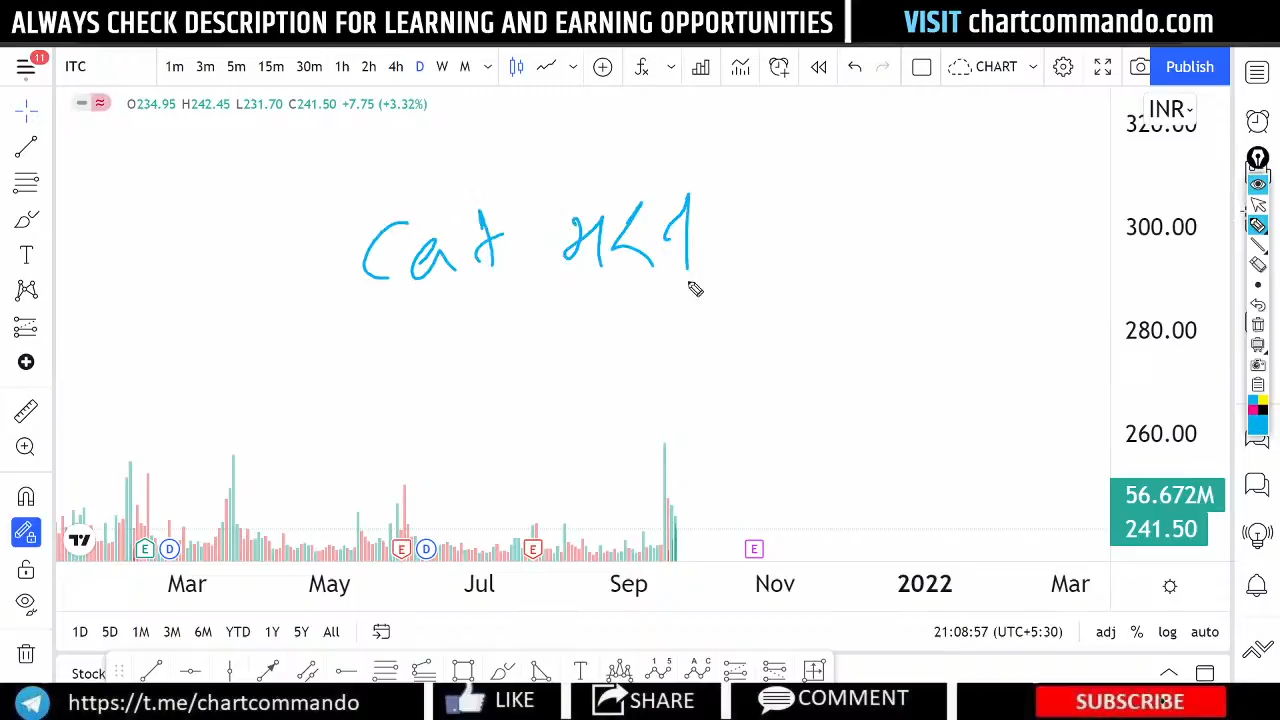 ALWAYS CHECK DESCRIPTION FOR LEARNING AND EARNING OPPORTUNITIES VISIT chartcommando.com
11 ITC 1m 3m 5m 15m 30m 1h 2h 4h D W M CHART Publish
O234.95 H242.45 L231.70 C241.50 +7.75 (+3.32%) INR
320.00
Cat
300.00
280.00
260.00
56.672M
241.50
E D E D E E
Mar May Jul Sep Nov 2022 Mar
1D 5D 1M 3M 6M YTD 1Y 5Y All 21:08:57 (UTC+5:30) adj % log auto
Stock
https://t.me/chartcommando LIKE SHARE COMMENT SUBSCRIBE